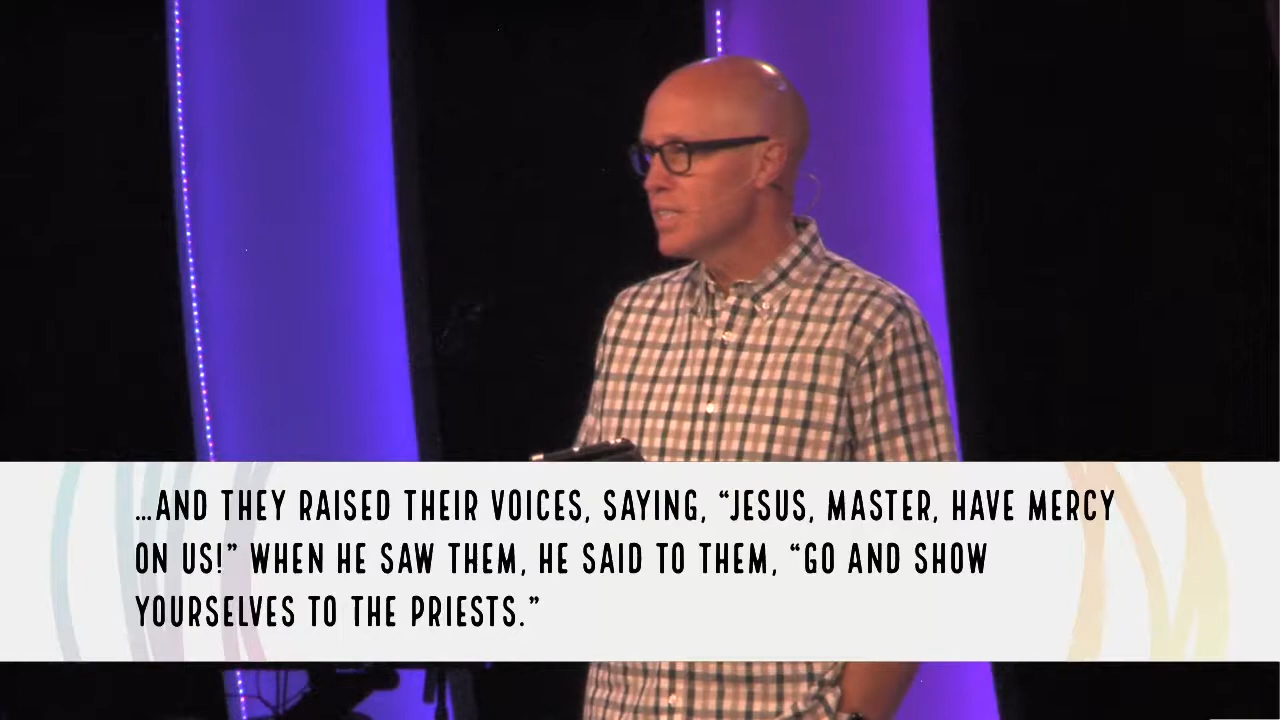 …AND THEY RAISED THEIR VOICES, SAYING, “JESUS, MASTER, HAVE MERCY
ON US!” WHEN HE SAW THEM, HE SAID TO THEM, “GO AND SHOW
YOURSELVES TO THE PRIESTS.”